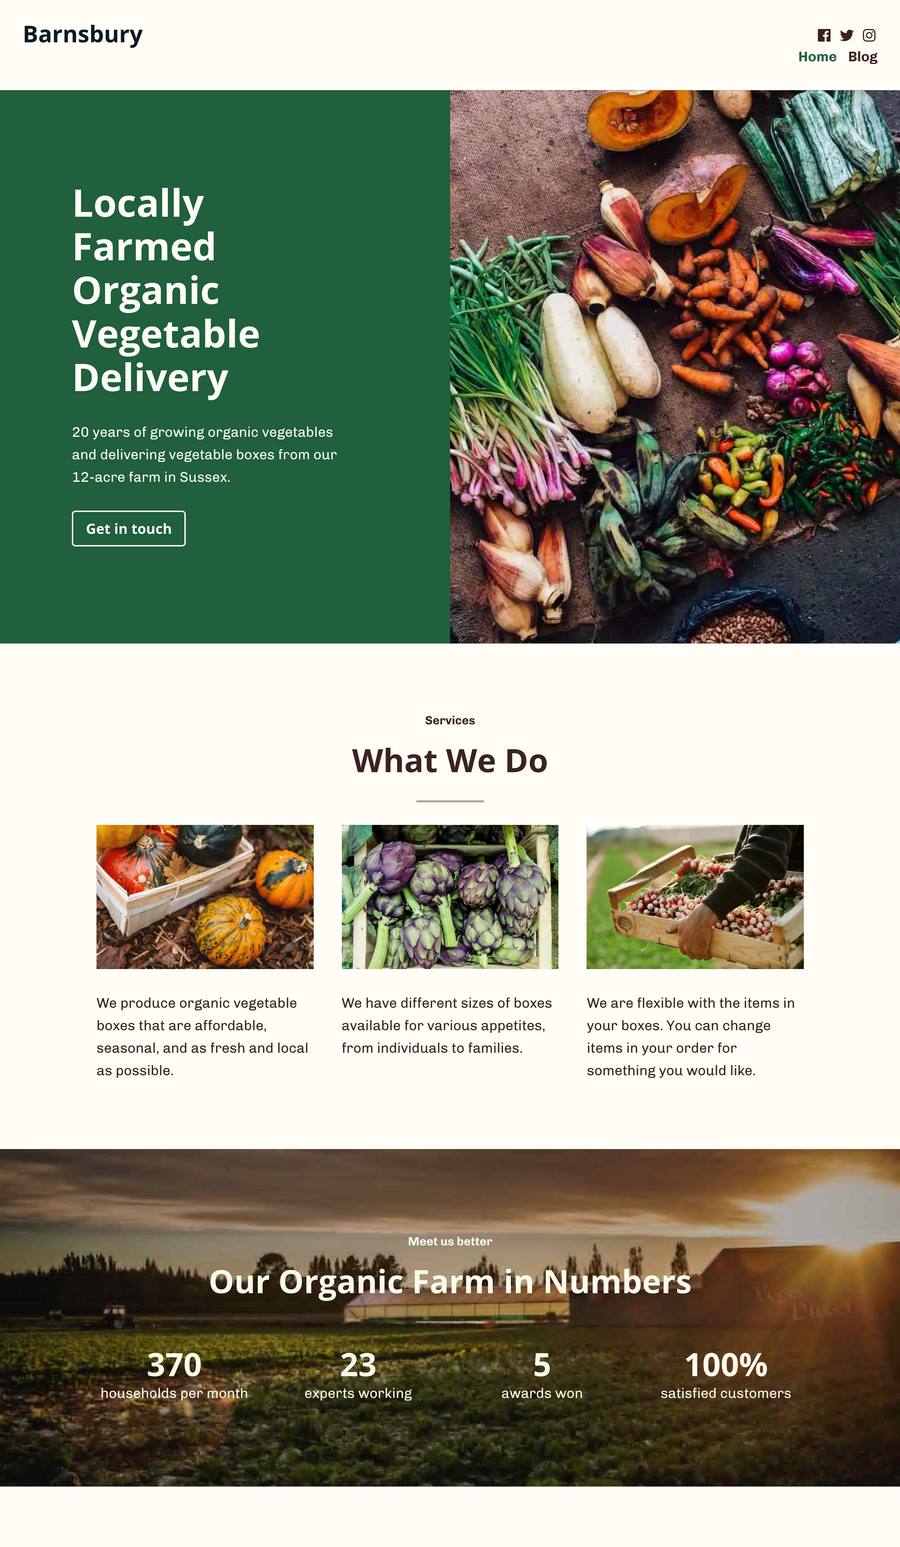 Barnsbury
Home Blog
Locally
Farmed
Organic
Vegetable
Delivery
20 years of growing organic vegetables
and delivering vegetable boxes from our
12-acre farm in Sussex.
Get in touch
Services
What We Do
We produce organic vegetable
boxes that are affordable,
seasonal, and as fresh and local
as possible.
We have different sizes of boxes
available for various appetites,
from individuals to families.
We are flexible with the items in
your boxes. You can change
items in your order for
something you would like.
Meet us better
Our Organic Farm in Numbers
370 23 5 100%
households per month experts working awards won satisfied customers